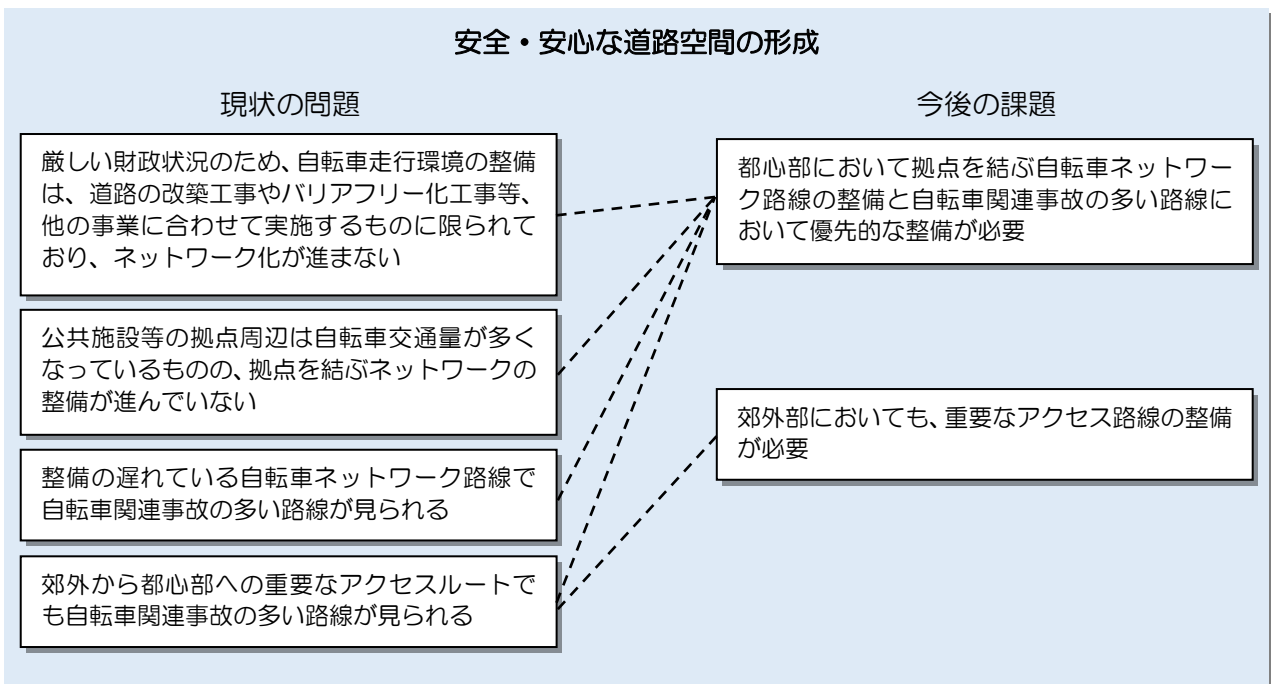 安全・安心な道路空間の形成
現状の問題
今後の課題
厳しい財政状況のため、自転車走行環境の整備
は、道路の改築工事やバリアフリー化工事等、
他の事業に合わせて実施するものに限られて
おり、ネットワーク化が進まない
公共施設等の拠点周辺は自転車交通量が多く
なっているものの、拠点を結ぶネットワークの
整備が進んでいない
整備の遅れている自転車ネットワーク路線で
自転車関連事故の多い路線が見られる
郊外から都心部への重要なアクセスルートで
も自転車関連事故の多い路線が見られる
都心部において拠点を結ぶ自転車ネットワー
ク路線の整備と自転車関連事故の多い路線に
おいて優先的な整備が必要
郊外部においても、重要なアクセス路線の整備
が必要